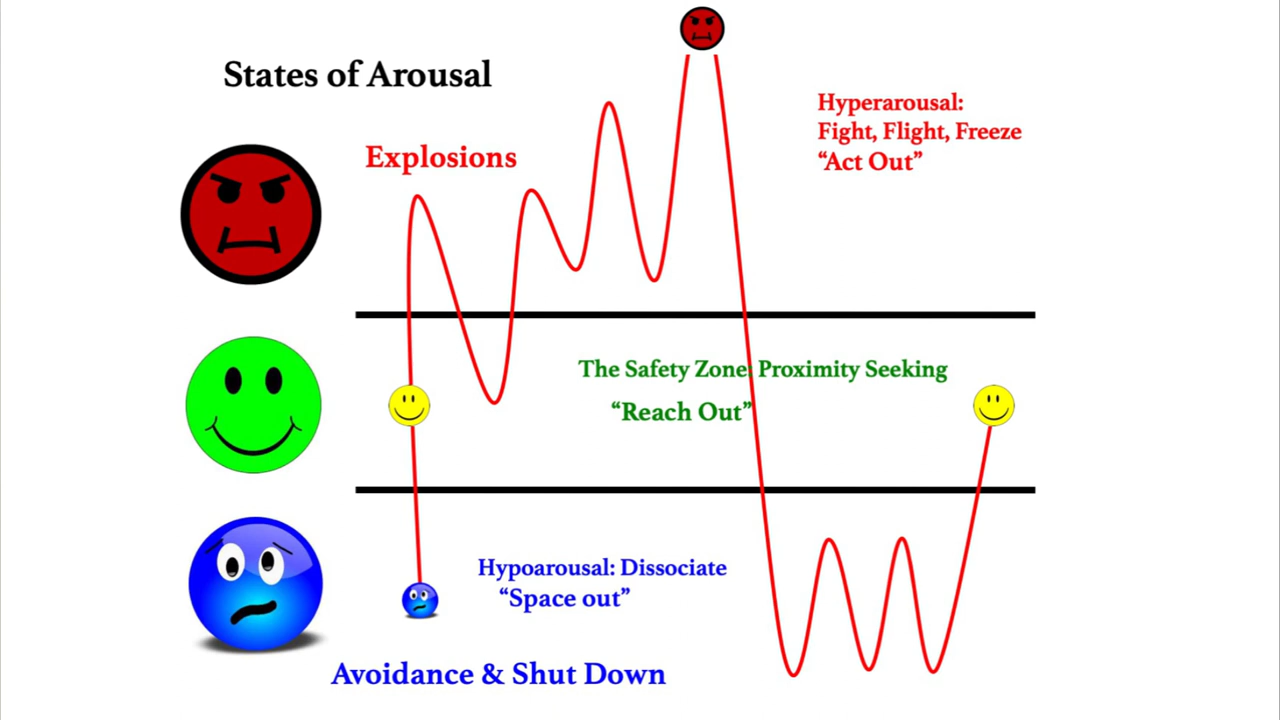 States of Arousal
Explosions
Hyperarousal:
Fight, Flight, Freeze
“Act Out”
The Safety Zone: Proximity Seeking
“Reach Out”
Hypoarousal: Dissociate
“Space out”
Avoidance & Shut Down